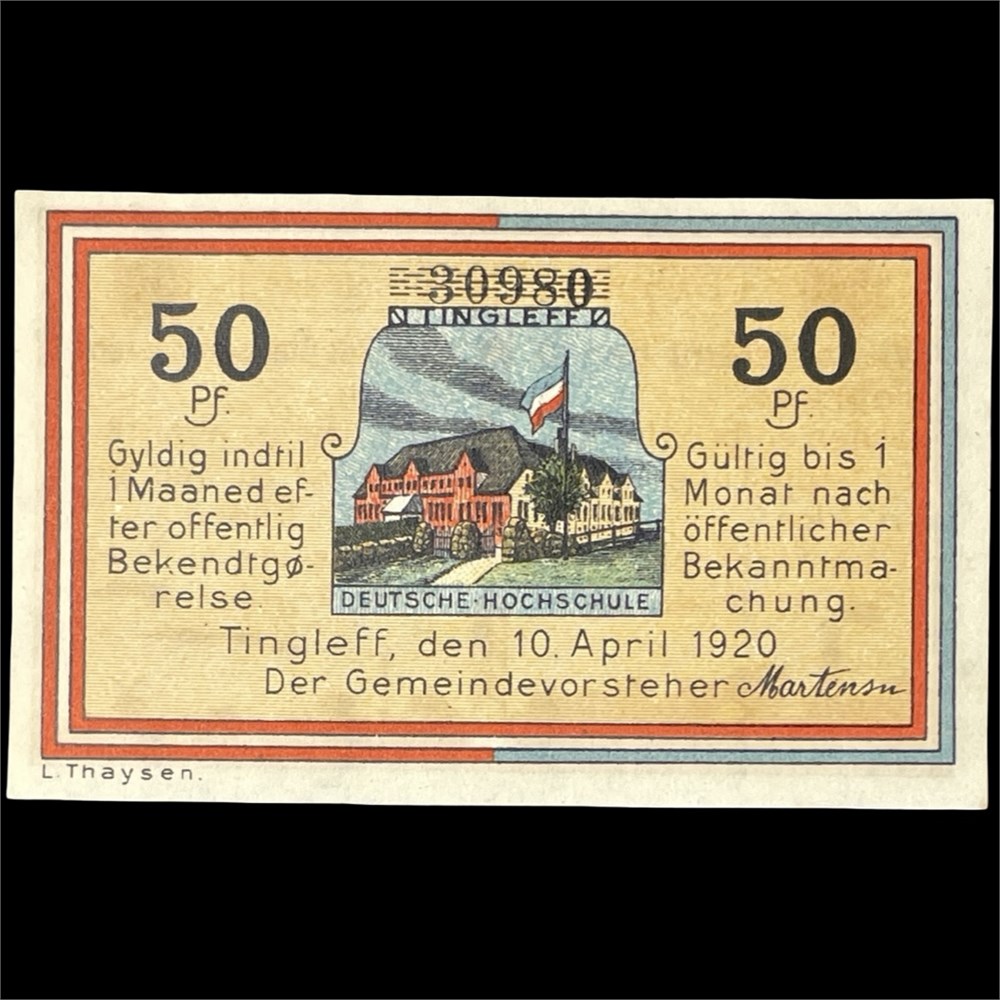 30980
TINGLEFF
50
Pf.
Gyldig indtil
1 Maaned ef-
ter offentlig
Bekendtgø-
relse.
50
Pf.
Gültig bis 1
Monat nach
öffentlicher
Bekanntma-
chung.
DEUTSCHE·HOCHSCHULE
Tingleff, den 10. April 1920
Der Gemeindevorsteher Martensn
L. Thaysen.